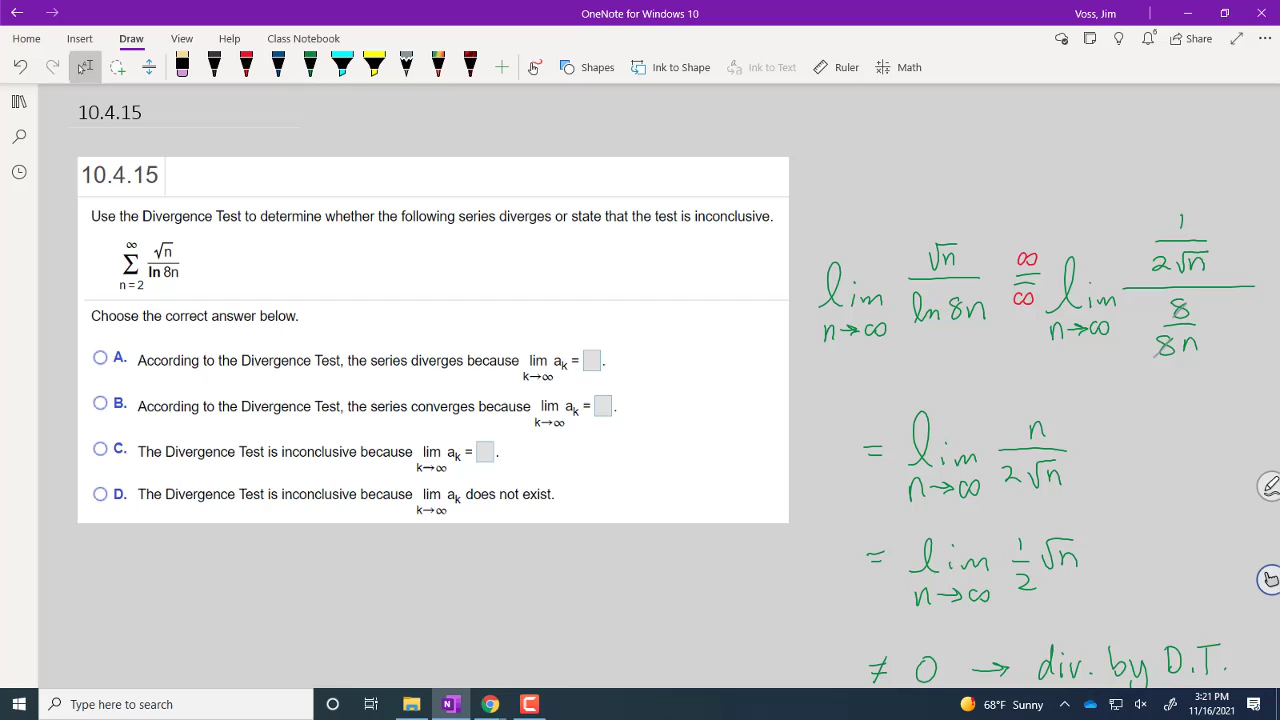 OneNote for Windows 10
Voss, Jim
Home Insert Draw View Help Class Notebook
6
Share
Shapes Ink to Shape Ink to Text Ruler Math
10.4.15
10.4.15
Use the Divergence Test to determine whether the following series diverges or state that the test is inconclusive.
∞
Σ √n / ln 8n
n = 2
Choose the correct answer below.
A. According to the Divergence Test, the series diverges because lim aₖ = .
k→∞
B. According to the Divergence Test, the series converges because lim aₖ = .
k→∞
C. The Divergence Test is inconclusive because lim aₖ = .
k→∞
D. The Divergence Test is inconclusive because lim aₖ does not exist.
k→∞
lim n→∞ √n / ln 8n ∞ = ∞ lim n→∞ (1 / 2√n) / (8 / 8n)
= lim n→∞ n / 2√n
= lim n→∞ 1/2 √n
≠ 0 → div. by D.T.
Type here to search
68°F Sunny
3:21 PM
11/16/2021